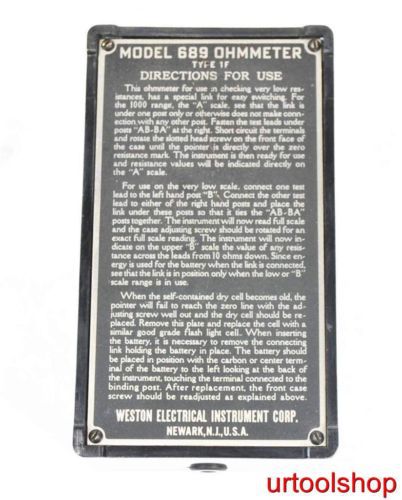 MODEL 689 OHMMETER
TYPE 1F
DIRECTIONS FOR USE
This ohmmeter for use in checking very low res-
istances, has a special link for easy switching. For
the 1000 range, the "A" scale, see that the link is
under one post only or otherwise does not make conn-
ection with any other post. Fasten the test leads under
posts "AB-BA" at the right. Short circuit the terminals
and rotate the slotted head screw on the front face of
the case until the pointer is directly over the zero
resistance mark. The instrument is then ready for use
and resistance values will be indicated directly on
the "A" scale.
For use on the very low scale, connect one test
lead to the left hand post "B". Connect the other test
lead to either of the right hand posts and place the
link under these posts so that it ties the "AB-BA"
posts together. The instrument will now read full scale
and the case adjusting screw should be rotated for an
exact full scale reading. The instrument will now in-
dicate on the upper "B" scale the value of any resis-
tance across the leads from 10 ohms down. Since en-
ergy is used for the battery when the link is connected,
see that the link is in position only when the low or "B"
scale range is in use.
When the self-contained dry cell becomes old, the
pointer will fail to reach the zero line with the ad-
justing screw well out and the dry cell should be re-
placed. Remove this plate and replace the cell with a
similar good grade flash light cell. When inserting
the battery, it is necessary to remove the connecting
link holding the battery in place. The battery should
be placed in position with the carbon or center term-
inal of the battery to the left looking at the back of
the instrument, touching the terminal connected to the
binding post. After replacement, the front case
screw should be readjusted as explained above.
WESTON ELECTRICAL INSTRUMENT CORP.
NEWARK, N.J., U.S.A.
urtoolshop